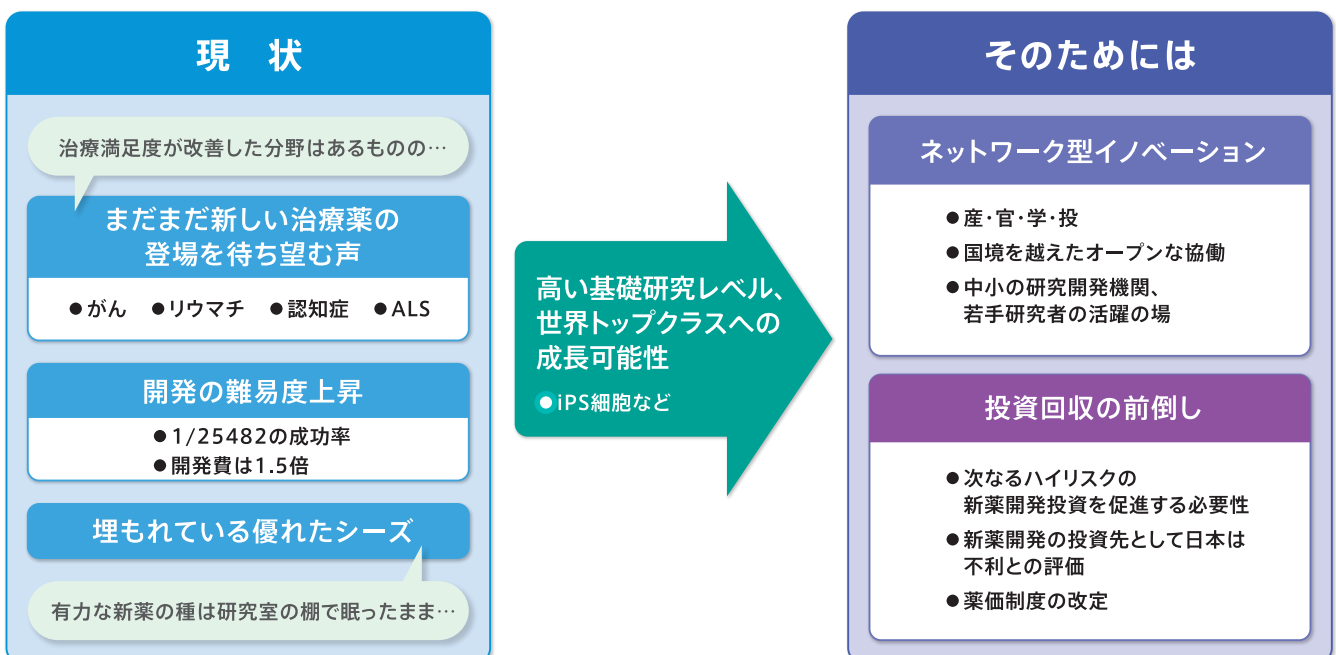 現 状
治療満足度が改善した分野はあるものの…
まだまだ新しい治療薬の
登場を待ち望む声
●がん ●リウマチ ●認知症 ●ALS
開発の難易度上昇
●1/25482の成功率
●開発費は1.5倍
埋もれている優れたシーズ
有力な新薬の種は研究室の棚で眠ったまま…
高い基礎研究レベル、
世界トップクラスへの
成長可能性
●iPS細胞など
そのためには
ネットワーク型イノベーション
●産・官・学・投
●国境を越えたオープンな協働
●中小の研究開発機関、
若手研究者の活躍の場
投資回収の前倒し
●次なるハイリスクの
新薬開発投資を促進する必要性
●新薬開発の投資先として日本は
不利との評価
●薬価制度の改定